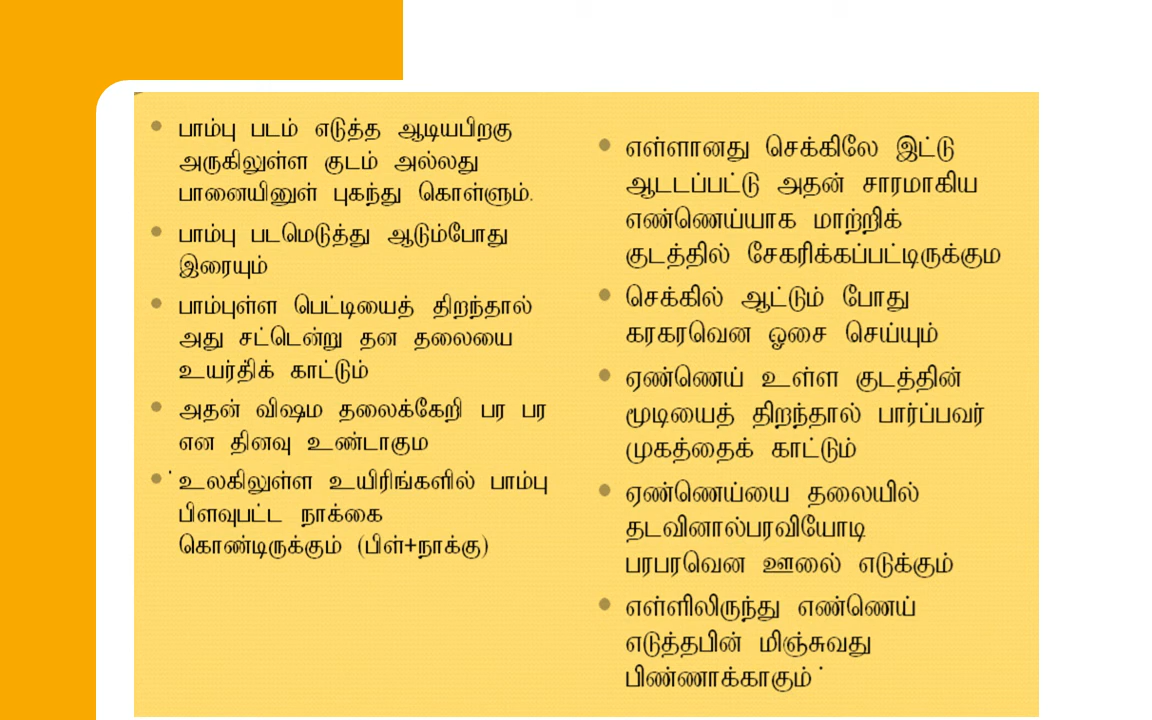 பாம்பு படம் எடுத்த ஆடியபிறகு
அருகிலுள்ள குடம் அல்லது
பானையினுள் புகந்து கொள்ளும்.
பாம்பு படமெடுத்து ஆடும்போது
இரையும்
பாம்புள்ள பெட்டியைத் திறந்தால்
அது சட்டென்று தன தலையை
உயர்திக் காட்டும்
அதன் விஷம தலைக்கேறி பர பர
என தினவு உண்டாகும
உலகிலுள்ள உயிரிங்களில் பாம்பு
பிளவுபட்ட நாக்கை
கொண்டிருக்கும் (பிள்+நாக்கு)
எள்ளானது செக்கிலே இட்டு
ஆடடப்பட்டு அதன் சாரமாகிய
எண்ணெய்யாக மாற்றிக்
குடத்தில் சேகரிக்கப்பட்டிருக்கும
செக்கில் ஆட்டும் போது
கரகரவென ஓசை செய்யும்
ஏண்ணெய் உள்ள குடத்தின்
மூடியைத் திறந்தால் பார்ப்பவர்
முகத்தைக் காட்டும்
ஏண்ணெய்யை தலையில்
தடவினால்பரவியோடி
பரபரவென ஊலை எடுக்கும்
எள்ளிலிருந்து எண்ணெய்
எடுத்தபின் மிஞ்சுவது
பிண்ணாக்காகும்